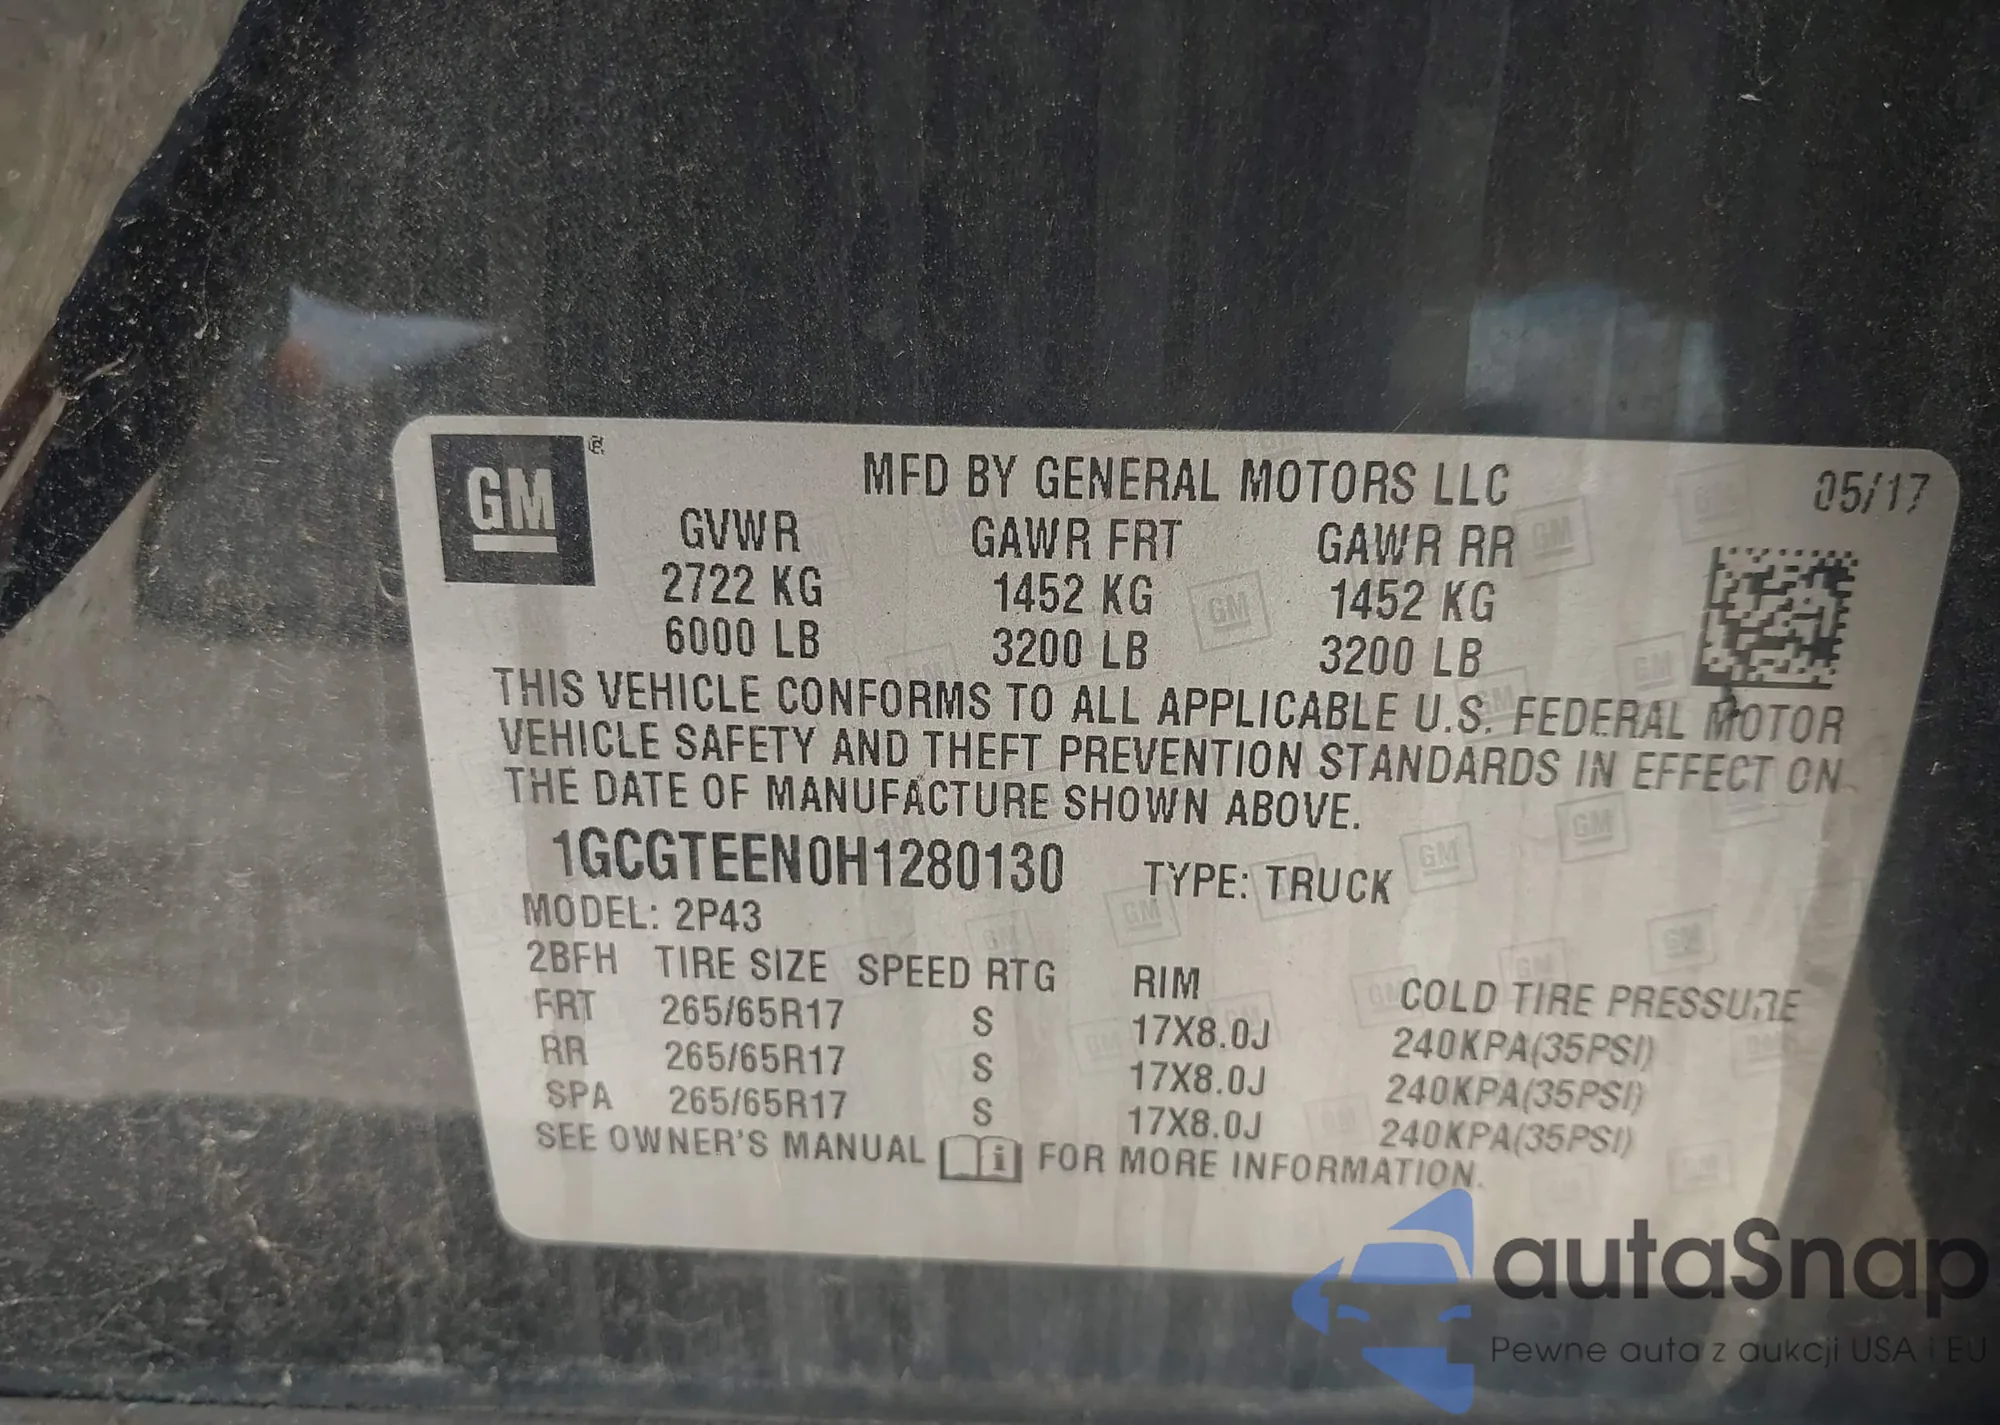 GM ®
MFD BY GENERAL MOTORS LLC 05/17
GVWR GAWR FRT GAWR RR
2722 KG 1452 KG 1452 KG
6000 LB 3200 LB 3200 LB
THIS VEHICLE CONFORMS TO ALL APPLICABLE U.S. FEDERAL MOTOR
VEHICLE SAFETY AND THEFT PREVENTION STANDARDS IN EFFECT ON
THE DATE OF MANUFACTURE SHOWN ABOVE.
1GCGTEEN0H1280130 TYPE: TRUCK
MODEL: 2P43
2BFH TIRE SIZE SPEED RTG RIM COLD TIRE PRESSURE
FRT 265/65R17 S 17X8.0J 240KPA(35PSI)
RR 265/65R17 S 17X8.0J 240KPA(35PSI)
SPA 265/65R17 S 17X8.0J 240KPA(35PSI)
SEE OWNER'S MANUAL i FOR MORE INFORMATION.
autaSnap
Pewne auta z aukcji USA i EU